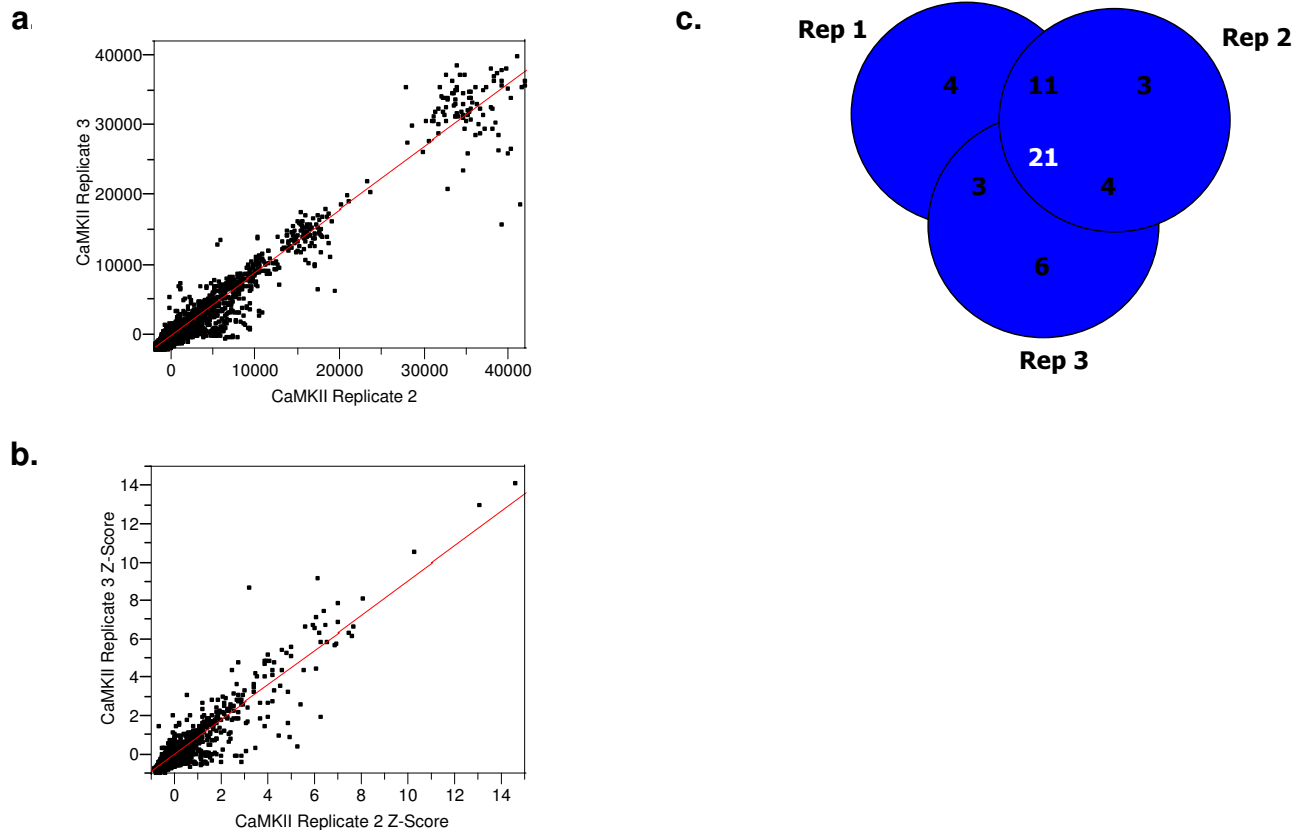 a.
40000
30000
20000
10000
0
CaMKII Replicate 3
0 10000 20000 30000 40000
CaMKII Replicate 2
b.
14
12
10
8
6
4
2
0
CaMKII Replicate 3 Z-Score
0 2 4 6 8 10 12 14
CaMKII Replicate 2 Z-Score
c.
Rep 1
Rep 2
4 11 3
21
3 4
6
Rep 3